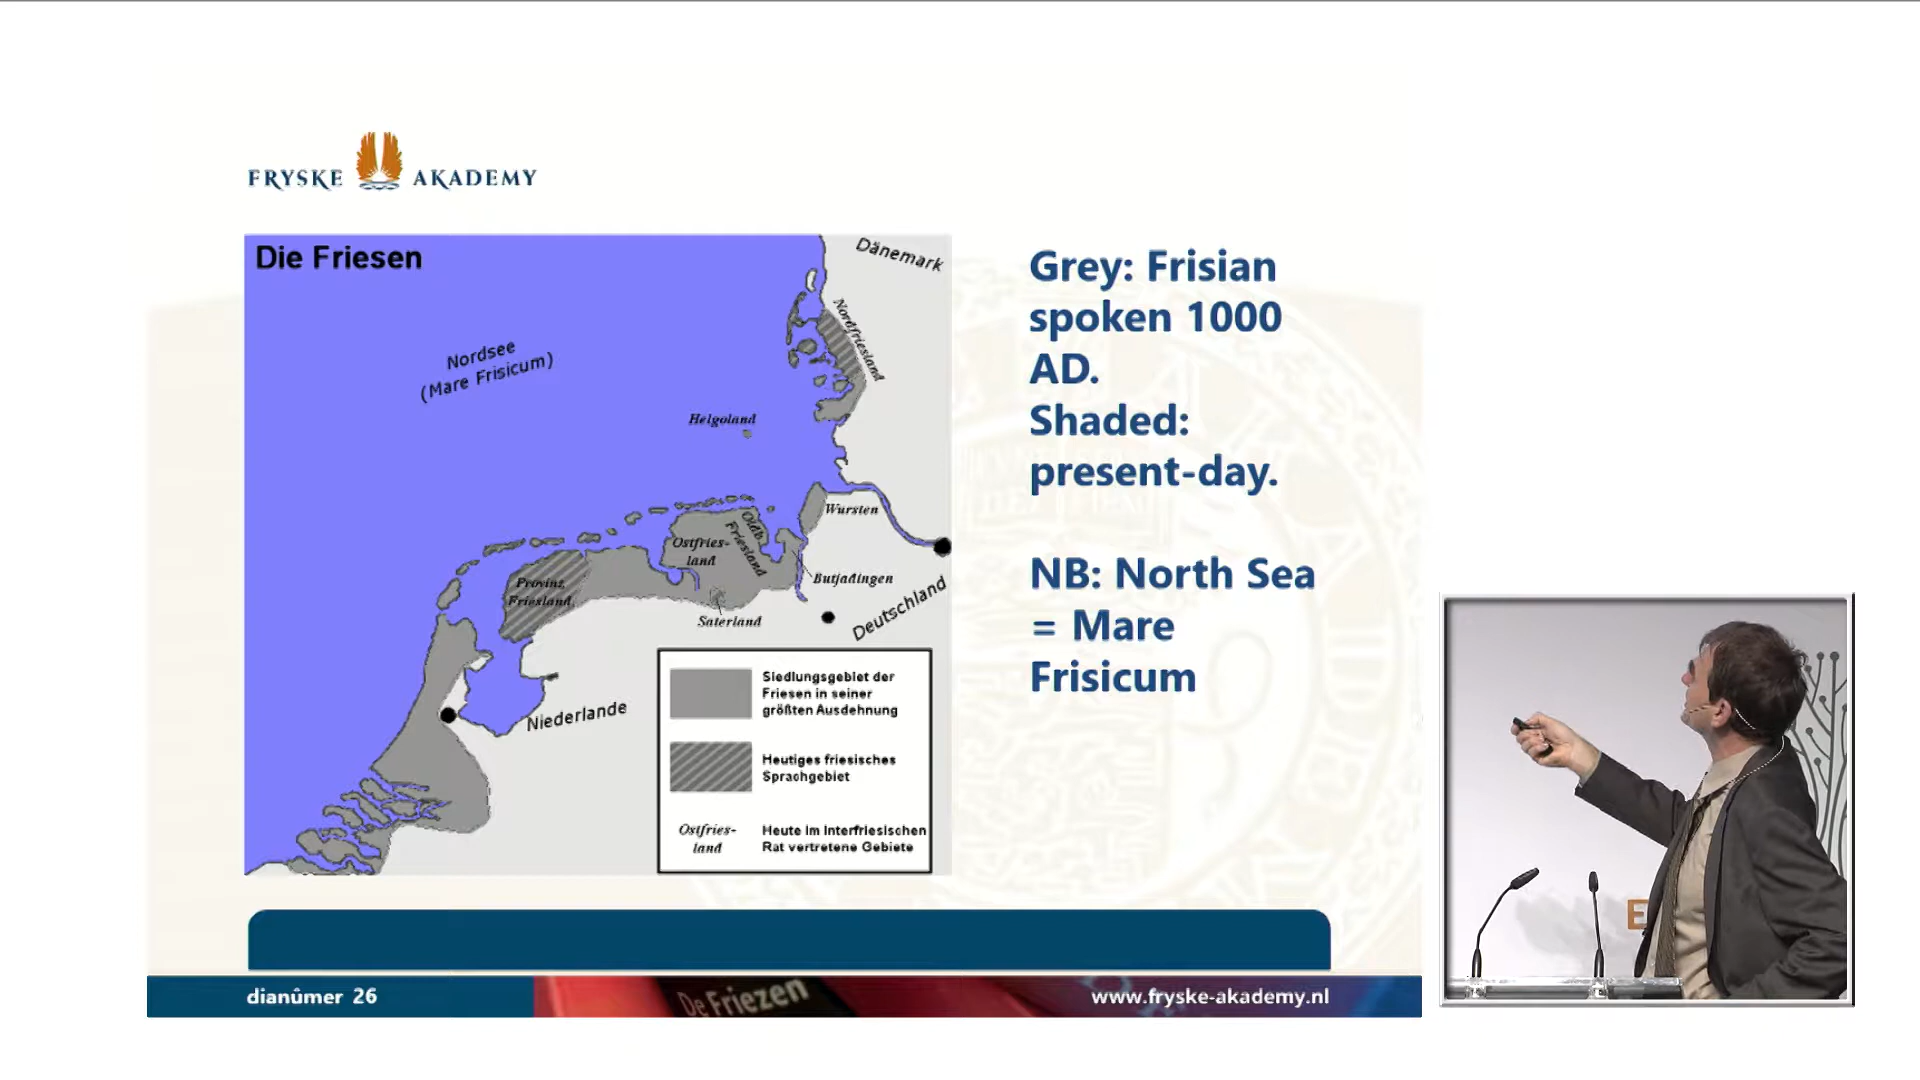 FRYSKE AKADEMY
Die Friesen
Dänemark
Nordfriesland
Nordsee
(Mare Frisicum)
Helgoland
Wursten
Oldb.
Friesland
Ostfries-
land
Butjadingen
Provinz
Friesland
Saterland
Deutschland
Niederlande
Siedlungsgebiet der
Friesen in seiner
größten Ausdehnung
Heutiges friesisches
Sprachgebiet
Ostfries-
land
Heute im Interfriesischen
Rat vertretene Gebiete
Grey: Frisian
spoken 1000
AD.
Shaded:
present-day.
NB: North Sea
= Mare
Frisicum
E
dianûmer 26
De Friezen
www.fryske-akademy.nl